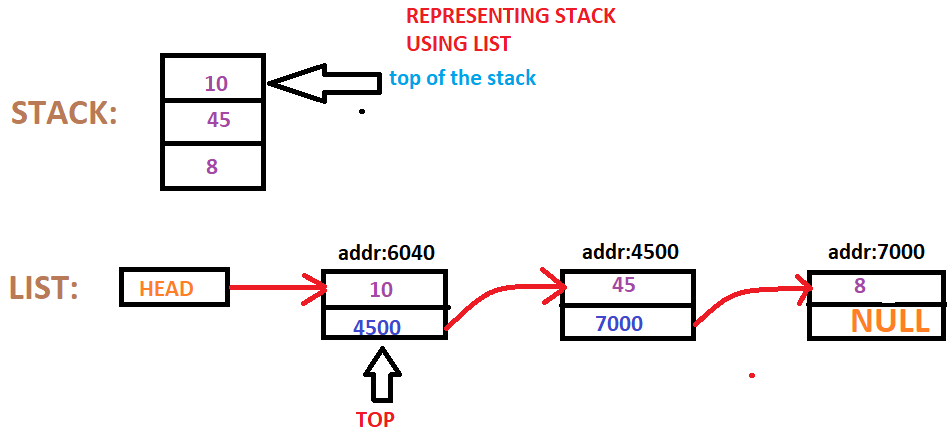 REPRESENTING STACK
USING LIST
top of the stack
STACK:
10
45
8
addr:6040
addr:4500
addr:7000
LIST:
HEAD
10
45
8
4500
7000
NULL
TOP